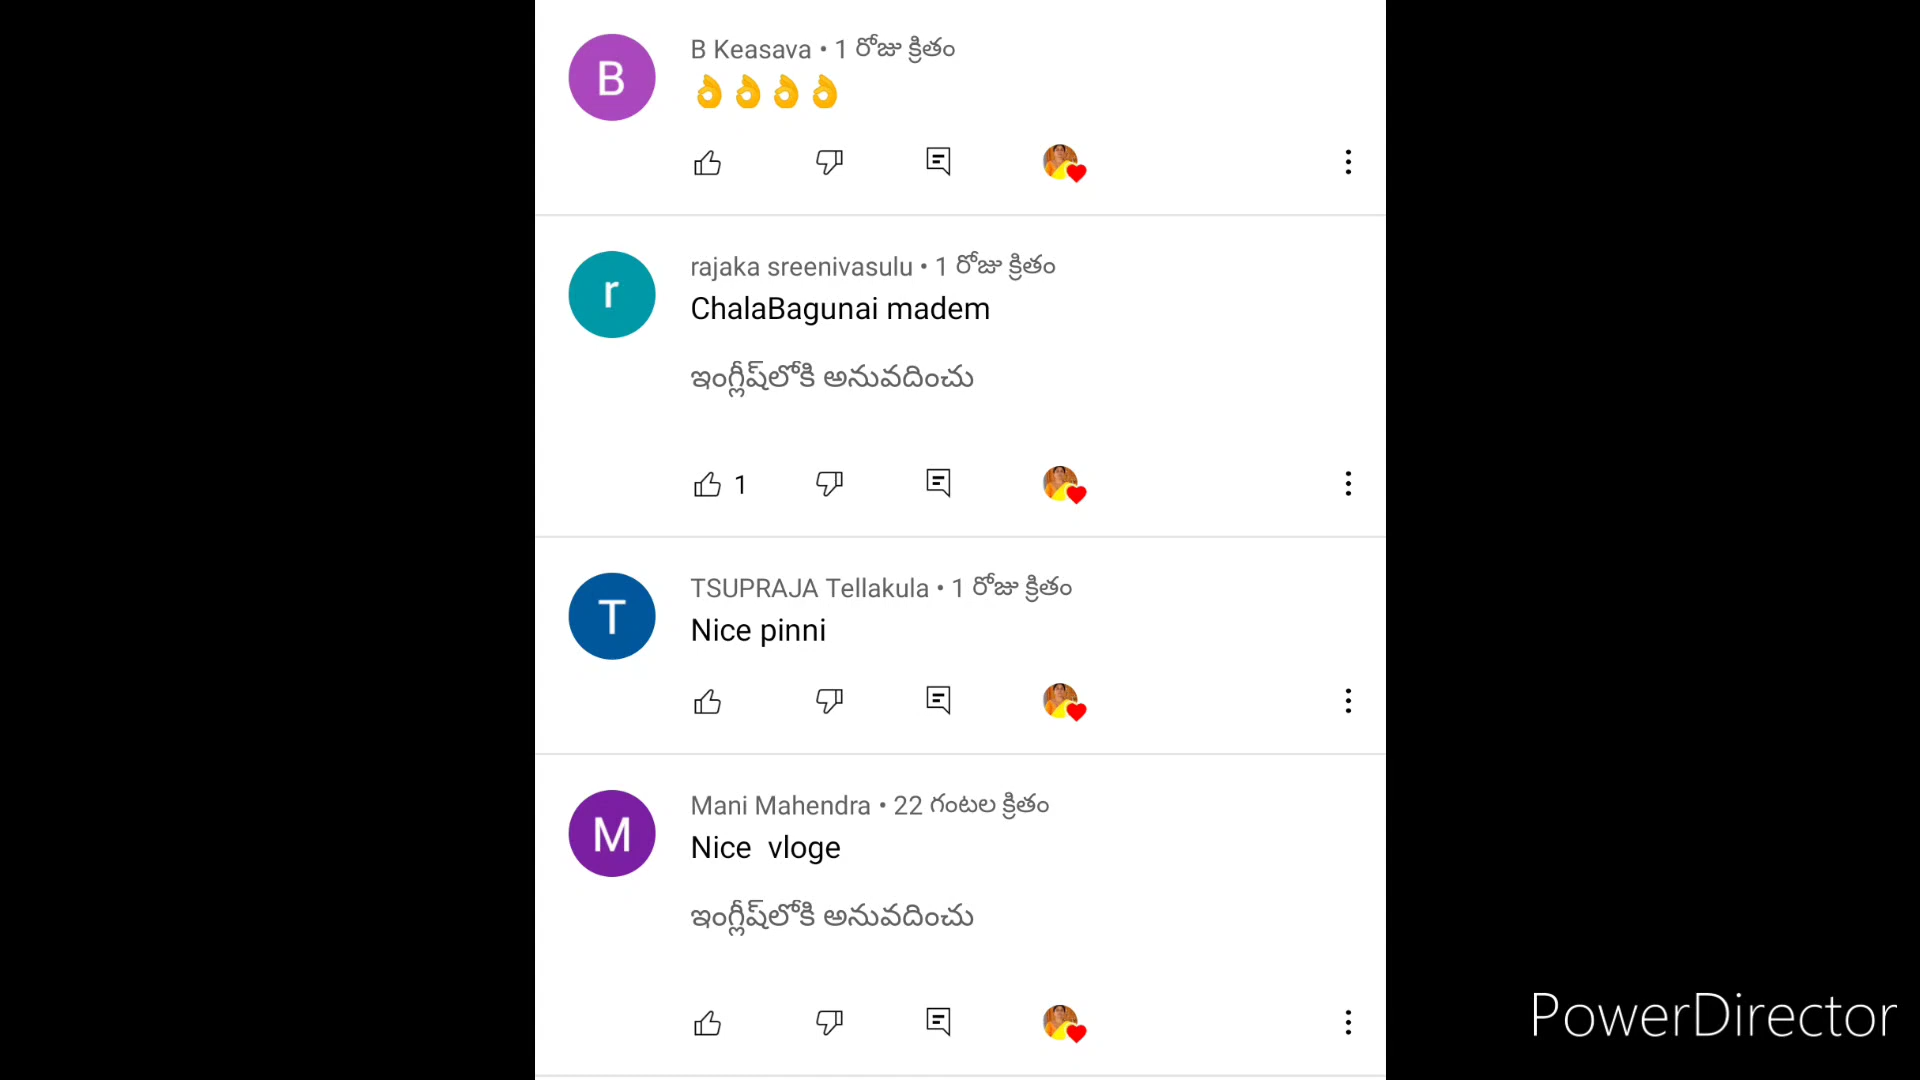 B
B Keasava • 1 రోజు క్రితం
👌👌👌👌
r
rajaka sreenivasulu • 1 రోజు క్రితం
ChalaBagunai madem
ఇంగ్లీష్‌లోకి అనువదించు
1
T
TSUPRAJA Tellakula • 1 రోజు క్రితం
Nice pinni
M
Mani Mahendra • 22 గంటల క్రితం
Nice  vloge
ఇంగ్లీష్‌లోకి అనువదించు
PowerDirector